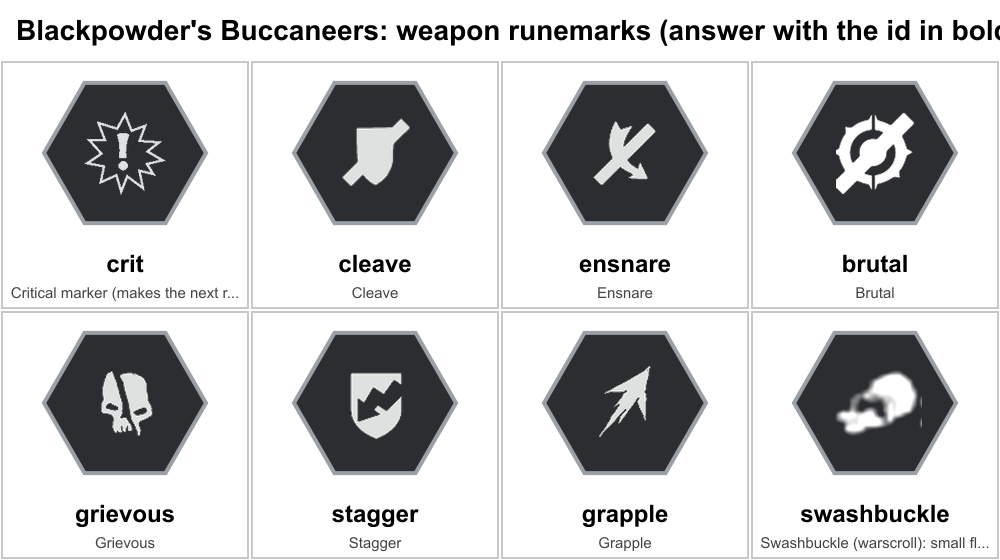 Blackpowder's Buccaneers: weapon runemarks (answer with the id in bold
crit
cleave
ensnare
brutal
Critical marker (makes the next r...
Cleave
Ensnare
Brutal
grievous
stagger
grapple
swashbuckle
Grievous
Stagger
Grapple
Swashbuckle (warscroll): small fl...